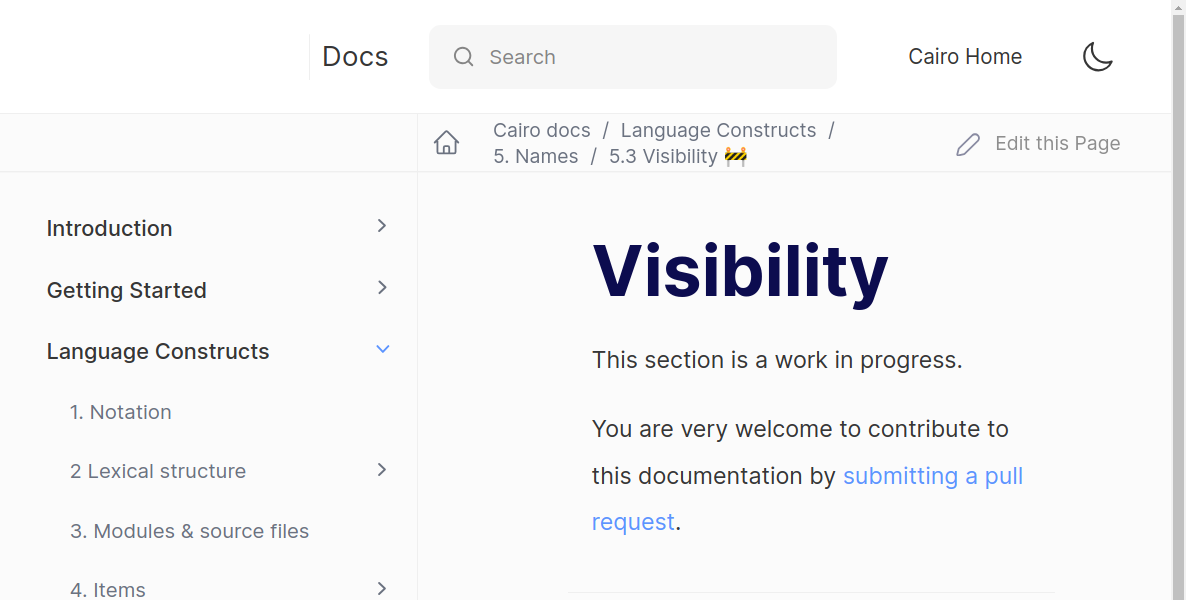 Docs
Search
Cairo Home
Cairo docs / Language Constructs /
5. Names / 5.3 Visibility 🚧
Edit this Page
Introduction
Getting Started
Language Constructs
1. Notation
2 Lexical structure
3. Modules & source files
4. Items
Visibility
This section is a work in progress.
You are very welcome to contribute to
this documentation by submitting a pull
request.